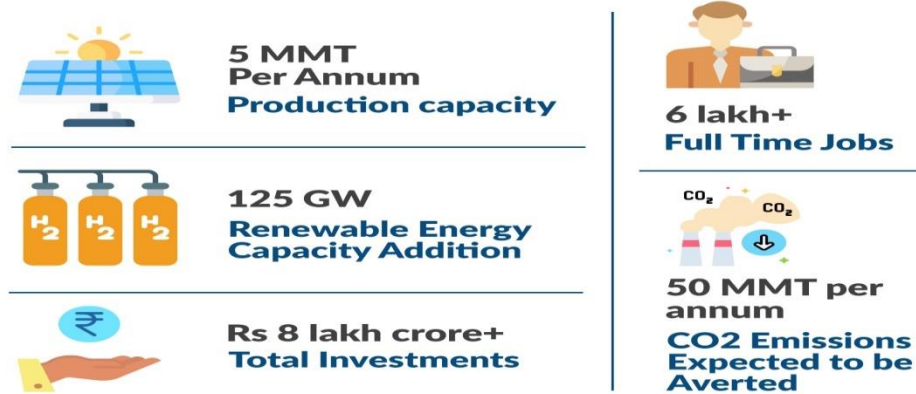 5 MMT
Per Annum
Production capacity
H2 H2 H2
125 GW
Renewable Energy
Capacity Addition
₹
Rs 8 lakh crore+
Total Investments
6 lakh+
Full Time Jobs
CO₂
CO₂
50 MMT per
annum
CO2 Emissions
Expected to be
Averted